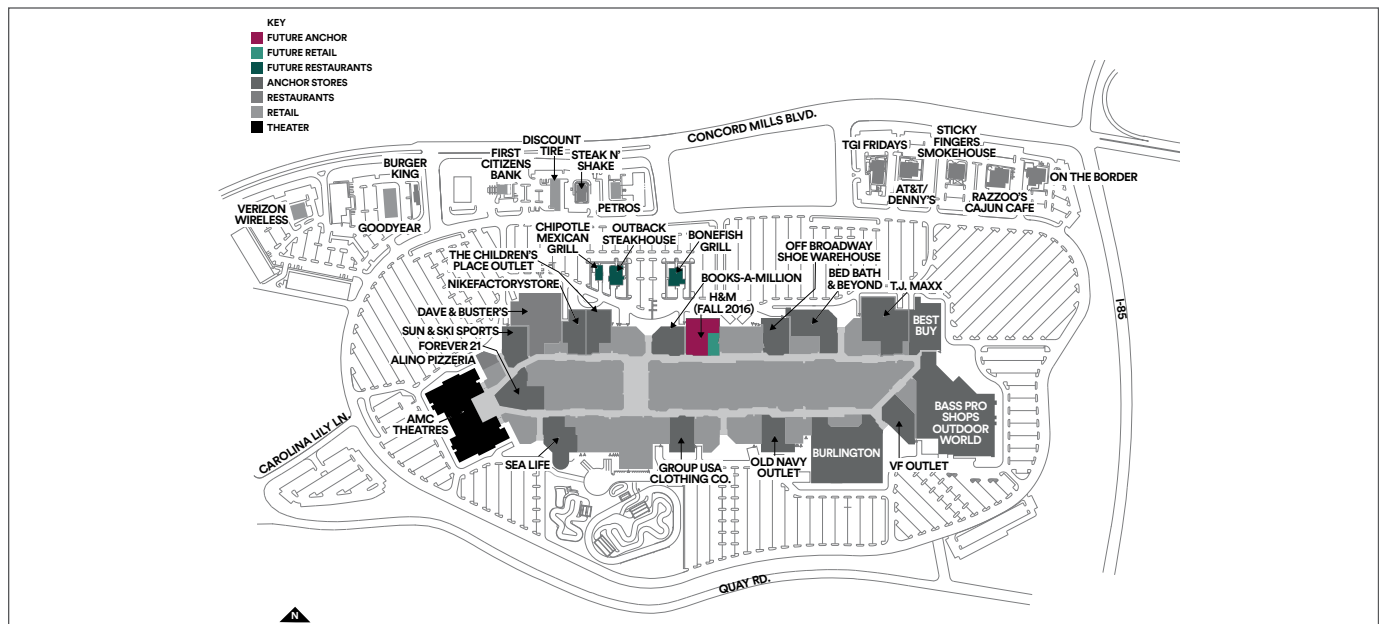 KEY
FUTURE ANCHOR
FUTURE RETAIL
FUTURE RESTAURANTS
ANCHOR STORES
RESTAURANTS
RETAIL
THEATER
CONCORD MILLS BLVD.
DISCOUNT
TIRE
STEAK N'
SHAKE
FIRST
CITIZENS
BANK
BURGER
KING
PETROS
VERIZON
WIRELESS
GOODYEAR
TGI FRIDAYS
STICKY
FINGERS
SMOKEHOUSE
ON THE BORDER
AT&T/
DENNY'S
RAZZOO'S
CAJUN CAFE
CHIPOTLE
MEXICAN
GRILL
OUTBACK
STEAKHOUSE
BONEFISH
GRILL
OFF BROADWAY
SHOE WAREHOUSE
THE CHILDREN'S
PLACE OUTLET
BOOKS-A-MILLION
BED BATH
& BEYOND
T.J. MAXX
NIKEFACTORYSTORE
H&M
(FALL 2016)
I-85
DAVE & BUSTER'S
BEST
BUY
SUN & SKI SPORTS
FOREVER 21
ALINO PIZZERIA
AMC
THEATRES
BASS PRO
SHOPS
OUTDOOR
WORLD
CAROLINA LILY LN.
SEA LIFE
GROUP USA
CLOTHING CO.
OLD NAVY
OUTLET
BURLINGTON
VF OUTLET
QUAY RD.
N